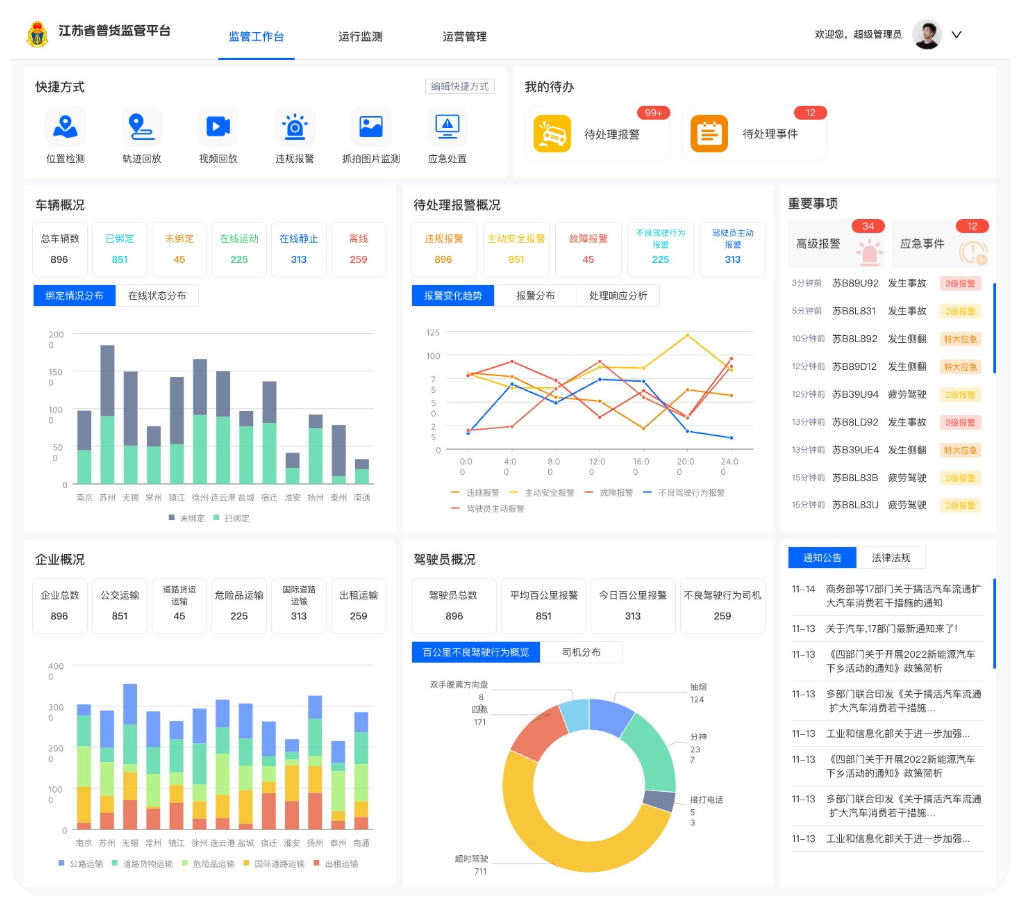 江苏省普货监管平台
监管工作台
运行监测
运营管理
欢迎您，超级管理员
快捷方式
编辑快捷方式
位置检测
轨迹回放
视频回放
违规报警
抓拍图片监测
应急处置
我的待办
待处理报警
99+
待处理事件
12
车辆概况
总车辆数
896
已绑定
851
未绑定
45
在线运动
225
在线静止
313
离线
259
绑定情况分布
在线状态分布
200
0
150
0
100
0
50
0
0
南京 苏州 无锡 常州 镇江 徐州 连云港 盐城 宿迁 淮安 扬州 泰州 南通
未绑定 已绑定
待处理报警概况
违规报警
896
主动安全报警
851
故障报警
45
不良驾驶行为
报警
225
驾驶员主动
报警
313
报警变化趋势
报警分布
处理响应分析
125
100
7
5
5
0
2
5
0
0:0
0
4:0
0
8:0
0
12:0
0
16:0
0
20:0
0
24:0
0
违规报警 主动安全报警 故障报警 不良驾驶行为报警
驾驶员主动报警
重要事项
高级报警
34
应急事件
12
3分钟前 苏B89U92 发生事故 3级报警
5分钟前 苏B8L831 发生事故 2级报警
10分钟前 苏B8L892 发生侧翻 特大应急
12分钟前 苏B89D12 发生侧翻 特大应急
12分钟前 苏B39U94 疲劳驾驶 2级报警
13分钟前 苏B8LD92 发生事故 3级报警
13分钟前 苏B39UE4 发生侧翻 特大应急
15分钟前 苏B8L83B 疲劳驾驶 2级报警
15分钟前 苏B8L83U 疲劳驾驶 2级报警
企业概况
企业总数
896
公交运输
851
道路货运
运输
45
危险品运输
225
国际道路
运输
313
出租运输
259
400
0
300
0
200
0
100
0
0
南京 苏州 无锡 常州 镇江 徐州 连云港 盐城 宿迁 淮安 扬州 泰州 南通
公路运输 道路货物运输 危险品运输 国际道路运输 出租运输
驾驶员概况
驾驶员总数
896
平均百公里报警
851
今日百公里报警
313
不良驾驶行为司机
259
百公里不良驾驶行为概览
司机分布
双手脱离方向盘
8
四急
171
抽烟
124
分神
23
7
接打电话
5
3
超时驾驶
711
通知公告
法律法规
11-14 商务部等17部门关于搞活汽车流通扩
大汽车消费若干措施的通知
11-13 关于汽车,17部门最新通知来了!
11-13 《四部门关于开展2022新能源汽车
下乡活动的通知》政策简析
11-13 多部门联合印发《关于搞活汽车流通
扩大汽车消费若干措施...
11-13 工业和信息化部关于进一步加强...
11-13 《四部门关于开展2022新能源汽车
下乡活动的通知》政策简析
11-13 多部门联合印发《关于搞活汽车流通
扩大汽车消费若干措施...
11-13 工业和信息化部关于进一步加强...